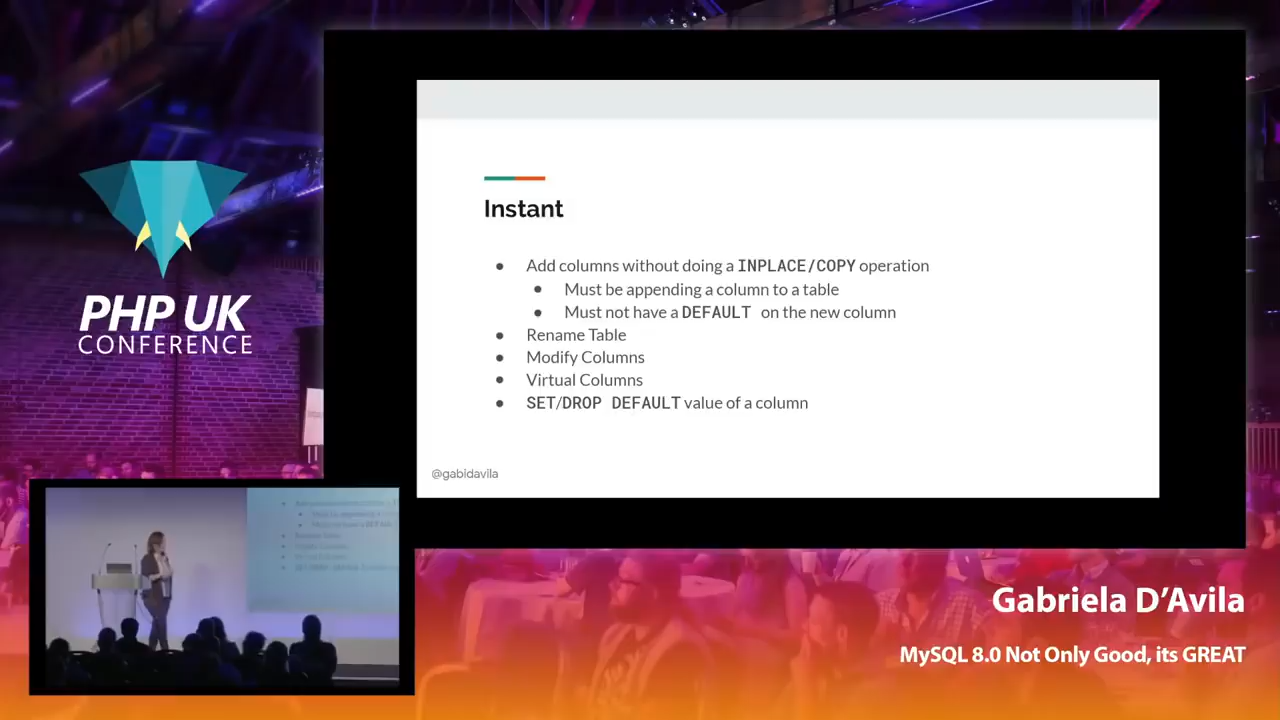 PHP UK
CONFERENCE
Instant
Add columns without doing a INPLACE/COPY operation
Must be appending a column to a table
Must not have a DEFAULT on the new column
Rename Table
Modify Columns
Virtual Columns
SET/DROP DEFAULT value of a column
@gabidavila
Gabriela D’Avila
MySQL 8.0 Not Only Good, its GREAT